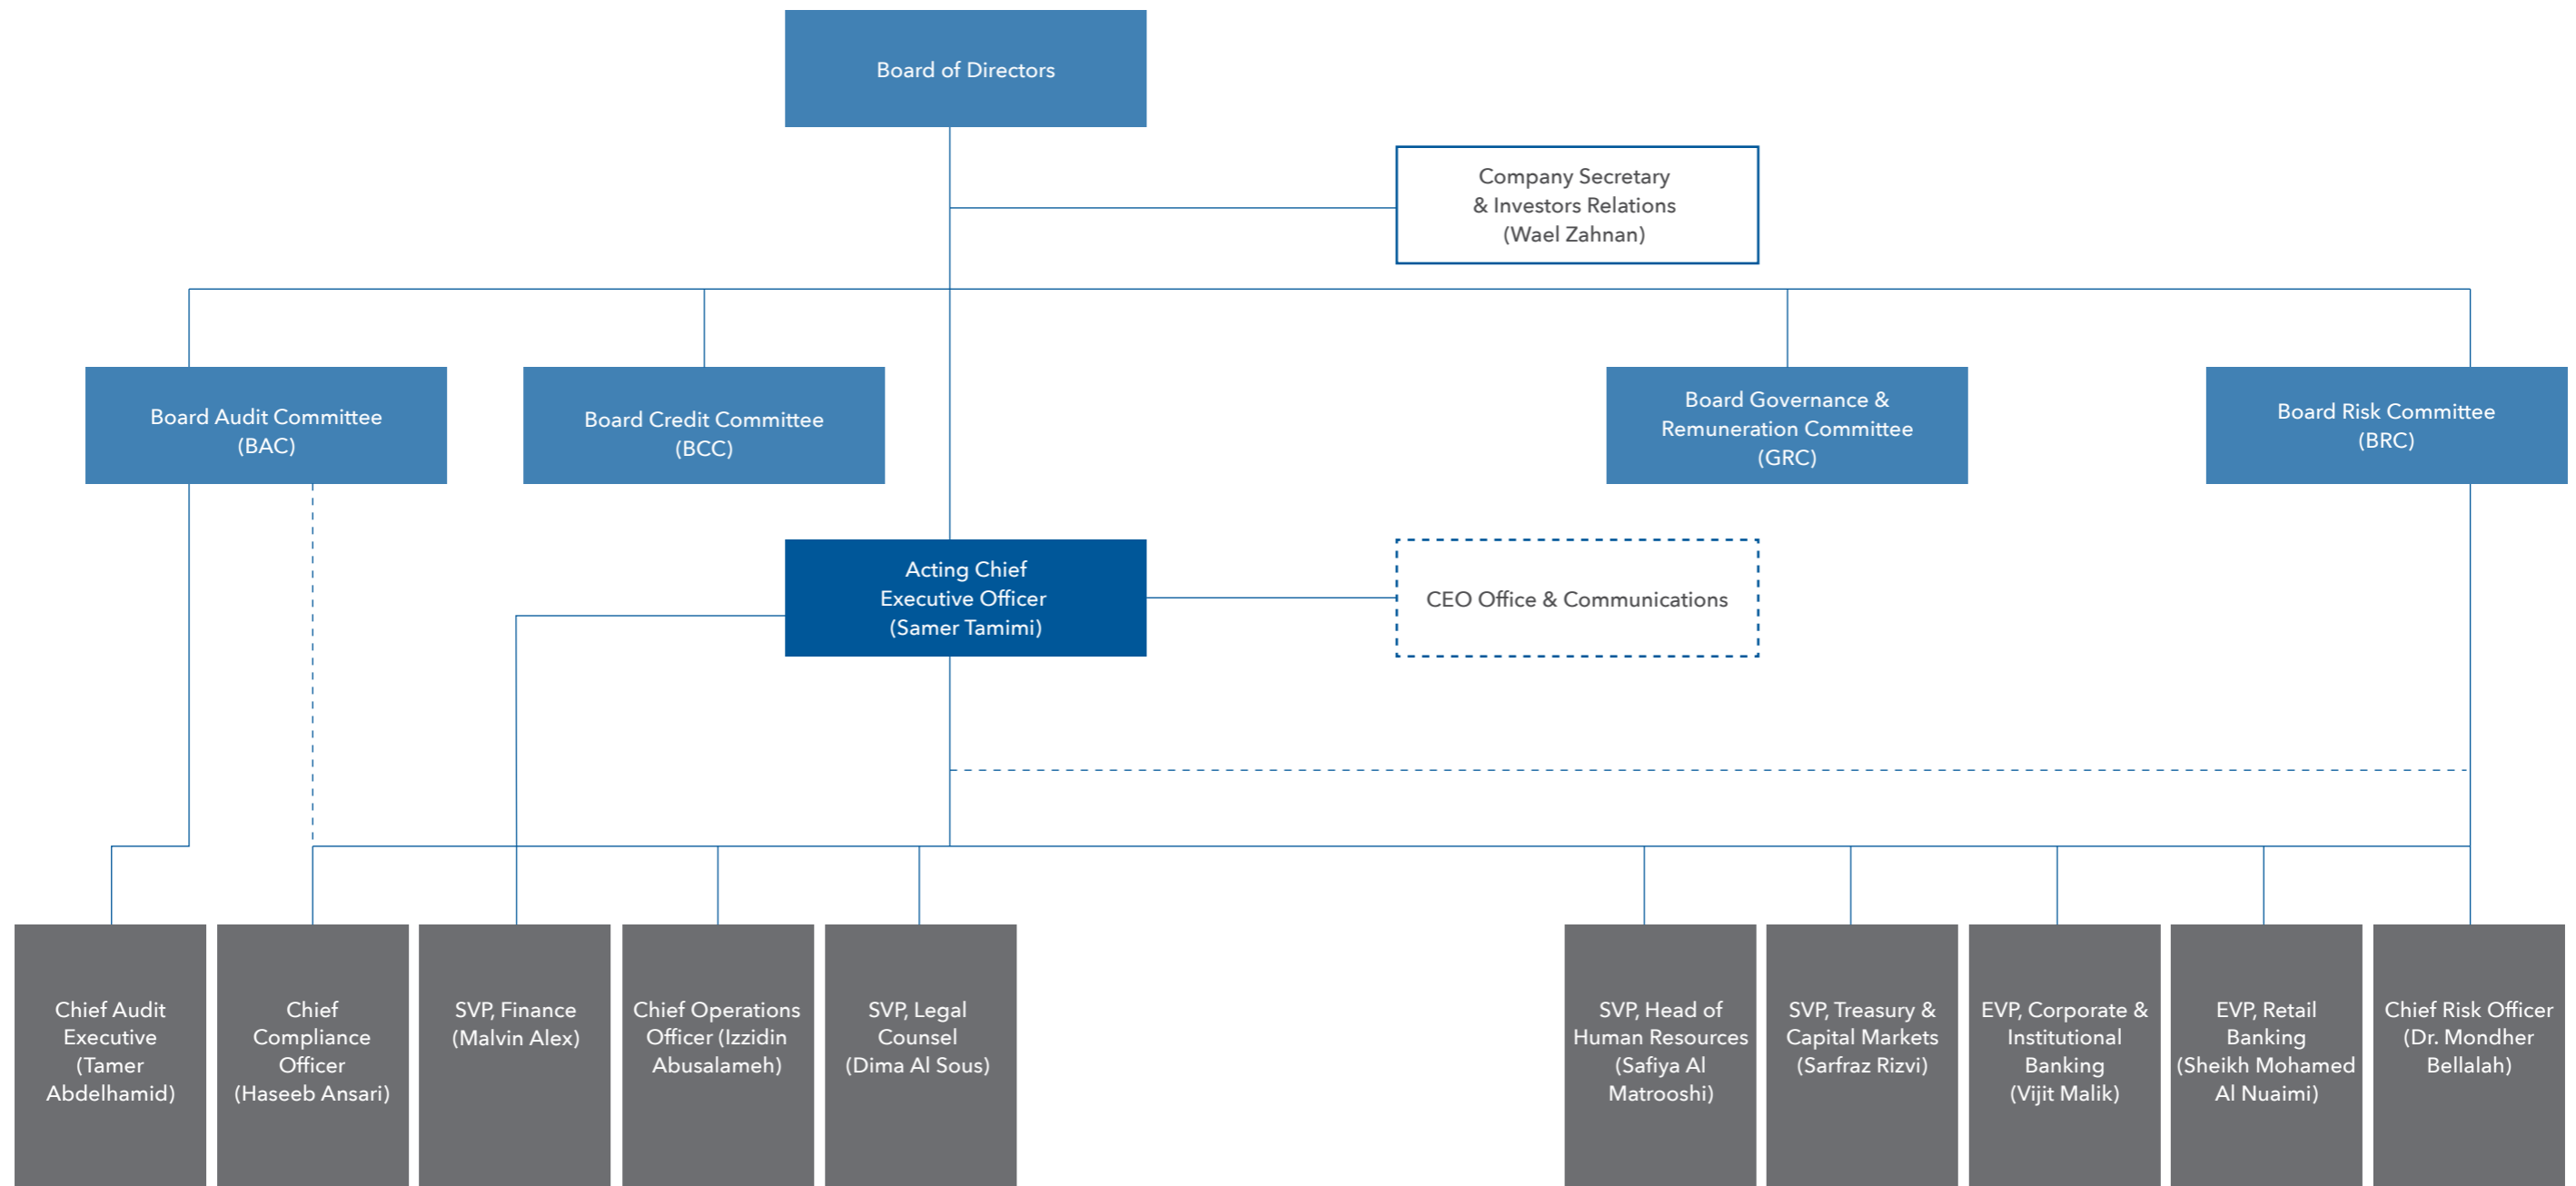 Board of Directors
Company Secretary
& Investors Relations
(Wael Zahnan)
Board Audit Committee
(BAC)
Board Credit Committee
(BCC)
Board Governance &
Remuneration Committee
(GRC)
Board Risk Committee
(BRC)
Acting Chief
Executive Officer
(Samer Tamimi)
CEO Office & Communications
Chief Audit
Executive
(Tamer
Abdelhamid)
Chief
Compliance
Officer
(Haseeb Ansari)
SVP, Finance
(Malvin Alex)
Chief Operations
Officer (Izzidin
Abusalameh)
SVP, Legal
Counsel
(Dima Al Sous)
SVP, Head of
Human Resources
(Safiya Al
Matrooshi)
SVP, Treasury &
Capital Markets
(Sarfraz Rizvi)
EVP, Corporate &
Institutional
Banking
(Vijit Malik)
EVP, Retail
Banking
(Sheikh Mohamed
Al Nuaimi)
Chief Risk Officer
(Dr. Mondher
Bellalah)